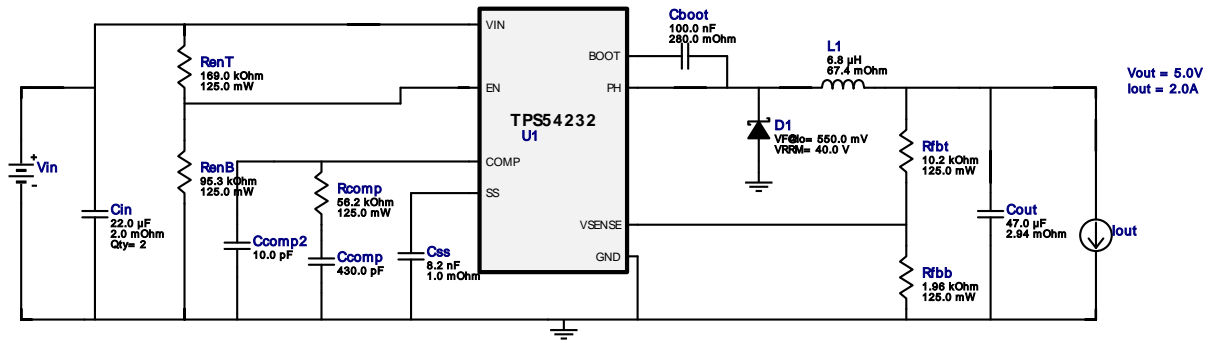 Cboot
100.0 nF
280.0 mOhm
VIN
BOOT
L1
6.8 µH
67.4 mOhm
Vout = 5.0V
Iout = 2.0A
RenT
169.0 kOhm
125.0 mW
EN
PH
TPS54232
U1
D1
VF@Io= 550.0 mV
VRRM= 40.0 V
Rfbt
10.2 kOhm
125.0 mW
+
Vin
-
RenB
95.3 kOhm
125.0 mW
COMP
Rcomp
56.2 kOhm
125.0 mW
SS
Cin
22.0 µF
2.0 mOhm
Qty= 2
VSENSE
Cout
47.0 µF
2.94 mOhm
Iout
Ccomp2
10.0 pF
Ccomp
430.0 pF
Css
8.2 nF
1.0 mOhm
GND
Rfbb
1.96 kOhm
125.0 mW